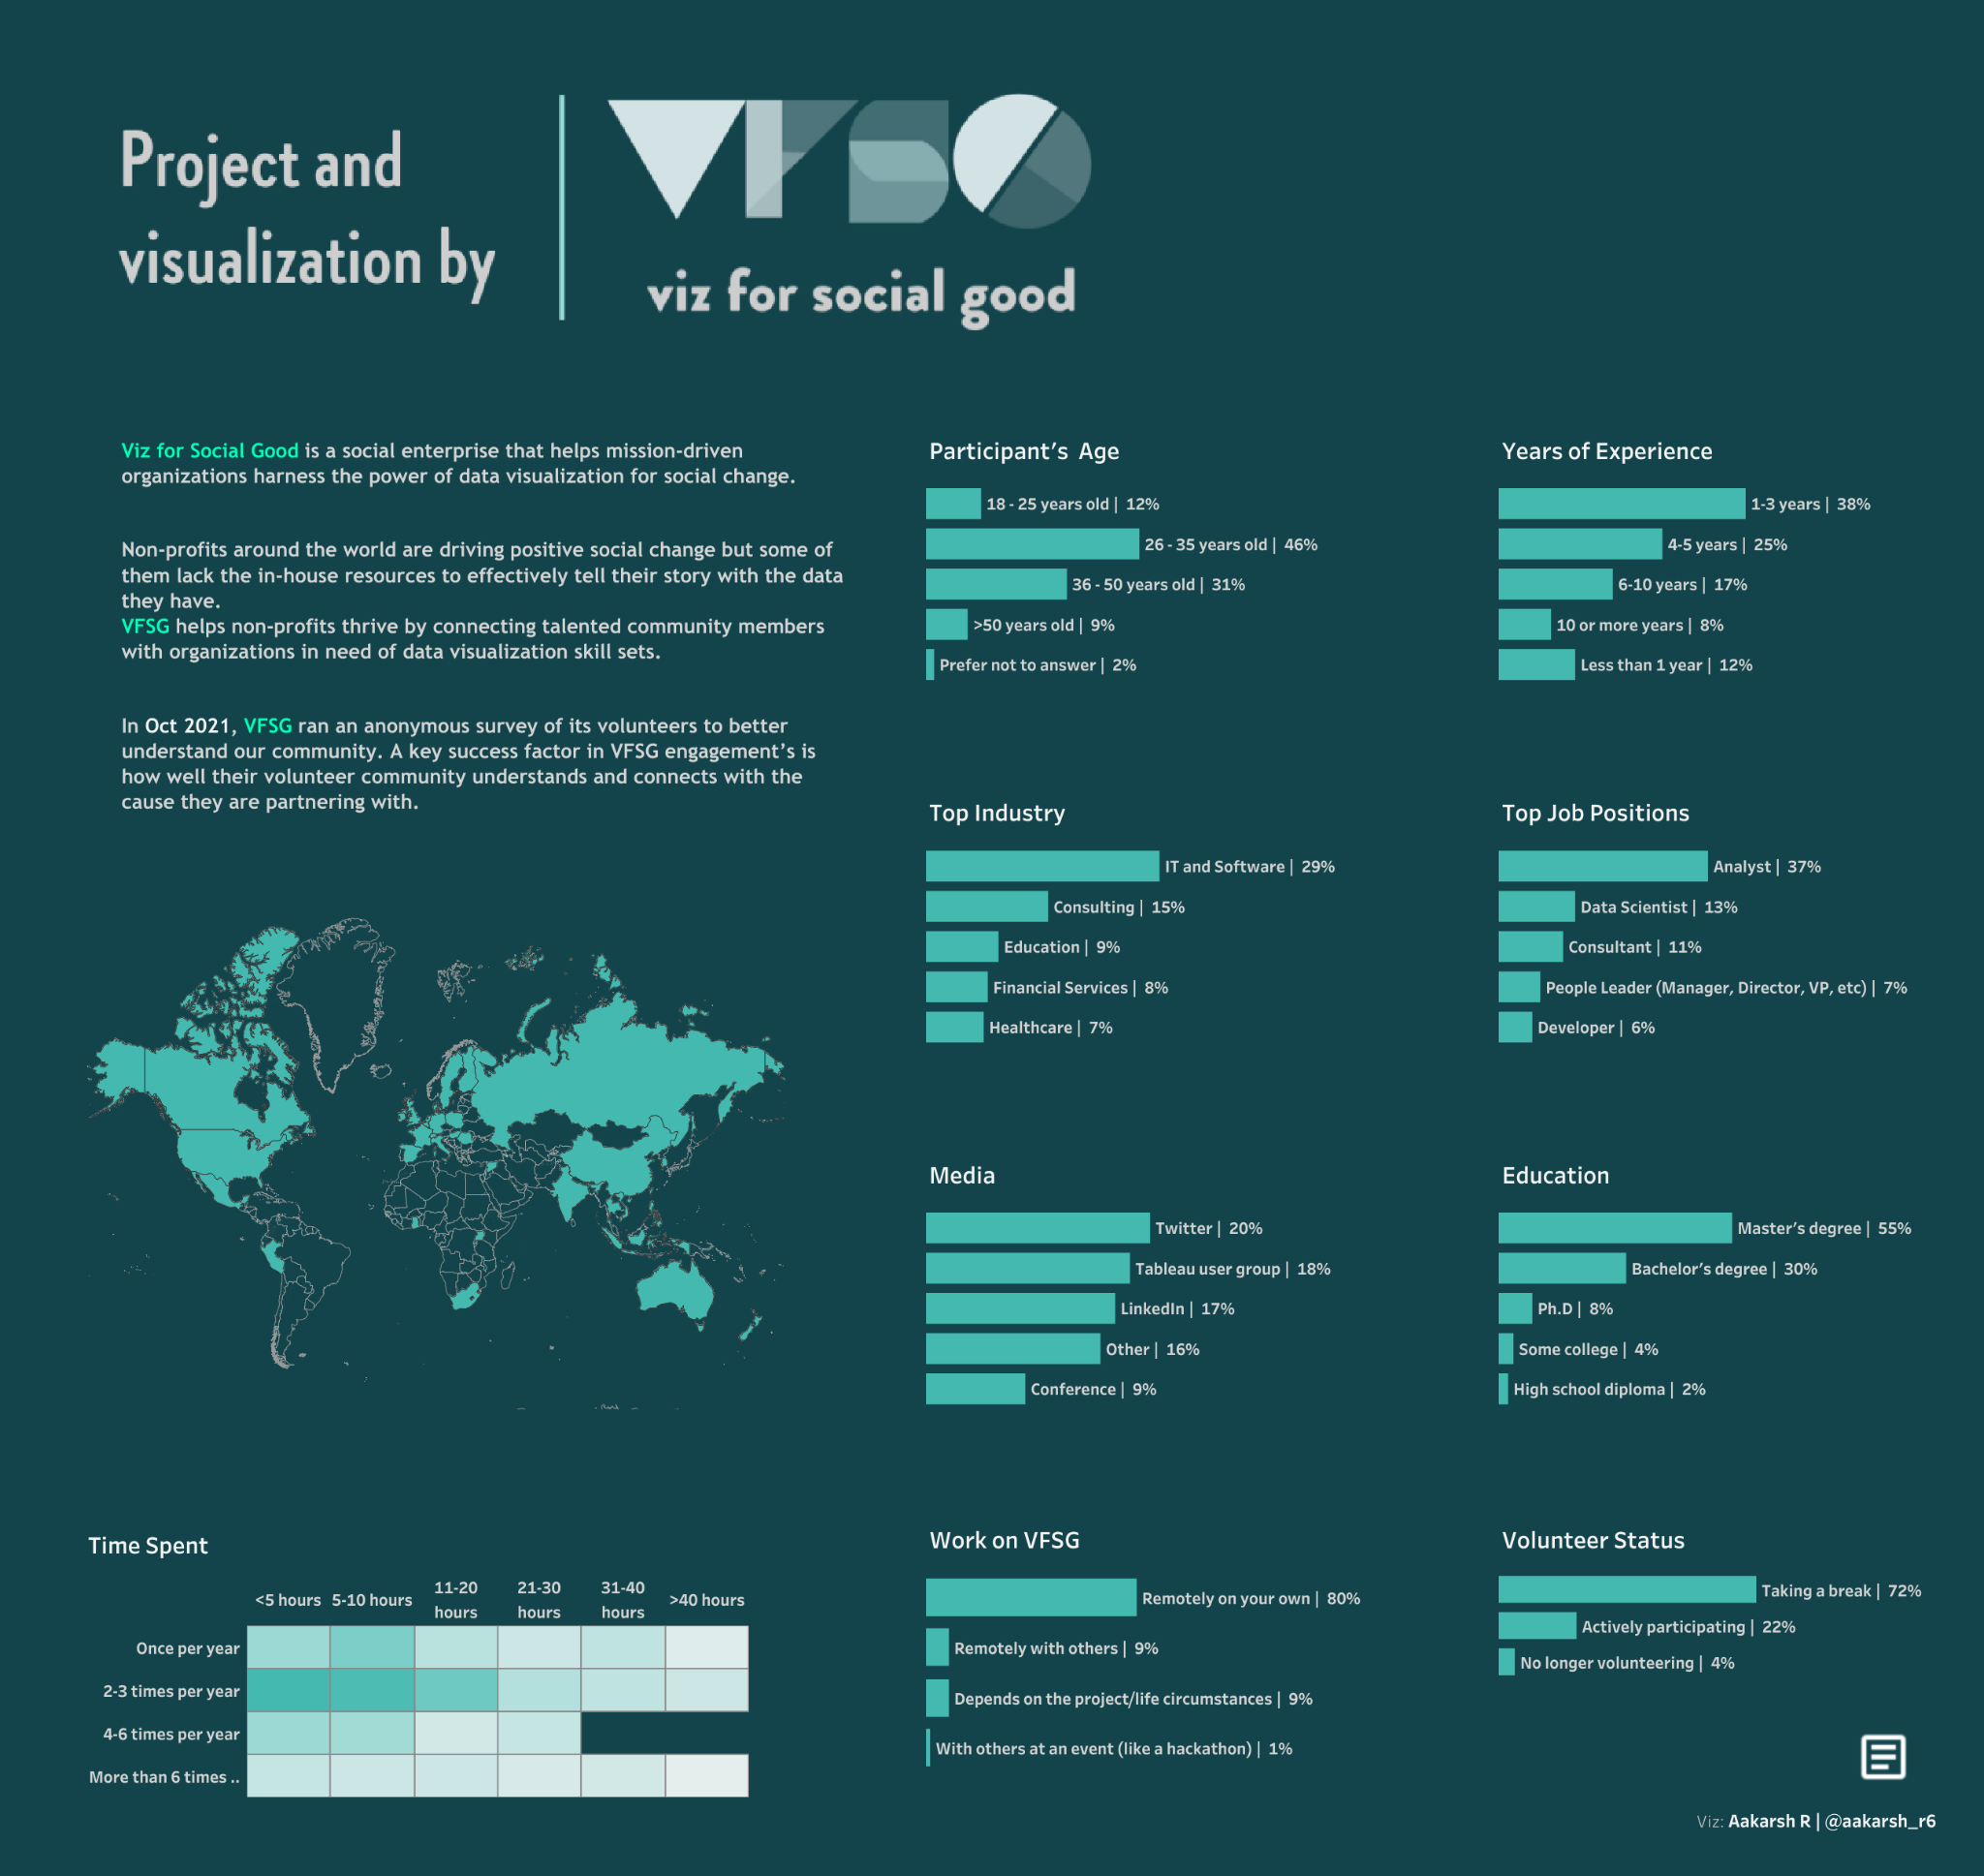 Project and
visualization by
VFSG
viz for social good
Viz for Social Good is a social enterprise that helps mission-driven
organizations harness the power of data visualization for social change.
Non-profits around the world are driving positive social change but some of
them lack the in-house resources to effectively tell their story with the data
they have.
VFSG helps non-profits thrive by connecting talented community members
with organizations in need of data visualization skill sets.
In Oct 2021, VFSG ran an anonymous survey of its volunteers to better
understand our community. A key success factor in VFSG engagement's is
how well their volunteer community understands and connects with the
cause they are partnering with.
Participant's Age
18 - 25 years old | 12%
26 - 35 years old | 46%
36 - 50 years old | 31%
>50 years old | 9%
Prefer not to answer | 2%
Years of Experience
1-3 years | 38%
4-5 years | 25%
6-10 years | 17%
10 or more years | 8%
Less than 1 year | 12%
Top Industry
IT and Software | 29%
Consulting | 15%
Education | 9%
Financial Services | 8%
Healthcare | 7%
Top Job Positions
Analyst | 37%
Data Scientist | 13%
Consultant | 11%
People Leader (Manager, Director, VP, etc) | 7%
Developer | 6%
Media
Twitter | 20%
Tableau user group | 18%
LinkedIn | 17%
Other | 16%
Conference | 9%
Education
Master's degree | 55%
Bachelor's degree | 30%
Ph.D | 8%
Some college | 4%
High school diploma | 2%
Time Spent
<5 hours 5-10 hours 11-20 hours 21-30 hours 31-40 hours >40 hours
Once per year
2-3 times per year
4-6 times per year
More than 6 times ..
Work on VFSG
Remotely on your own | 80%
Remotely with others | 9%
Depends on the project/life circumstances | 9%
With others at an event (like a hackathon) | 1%
Volunteer Status
Taking a break | 72%
Actively participating | 22%
No longer volunteering | 4%
Viz: Aakarsh R | @aakarsh_r6